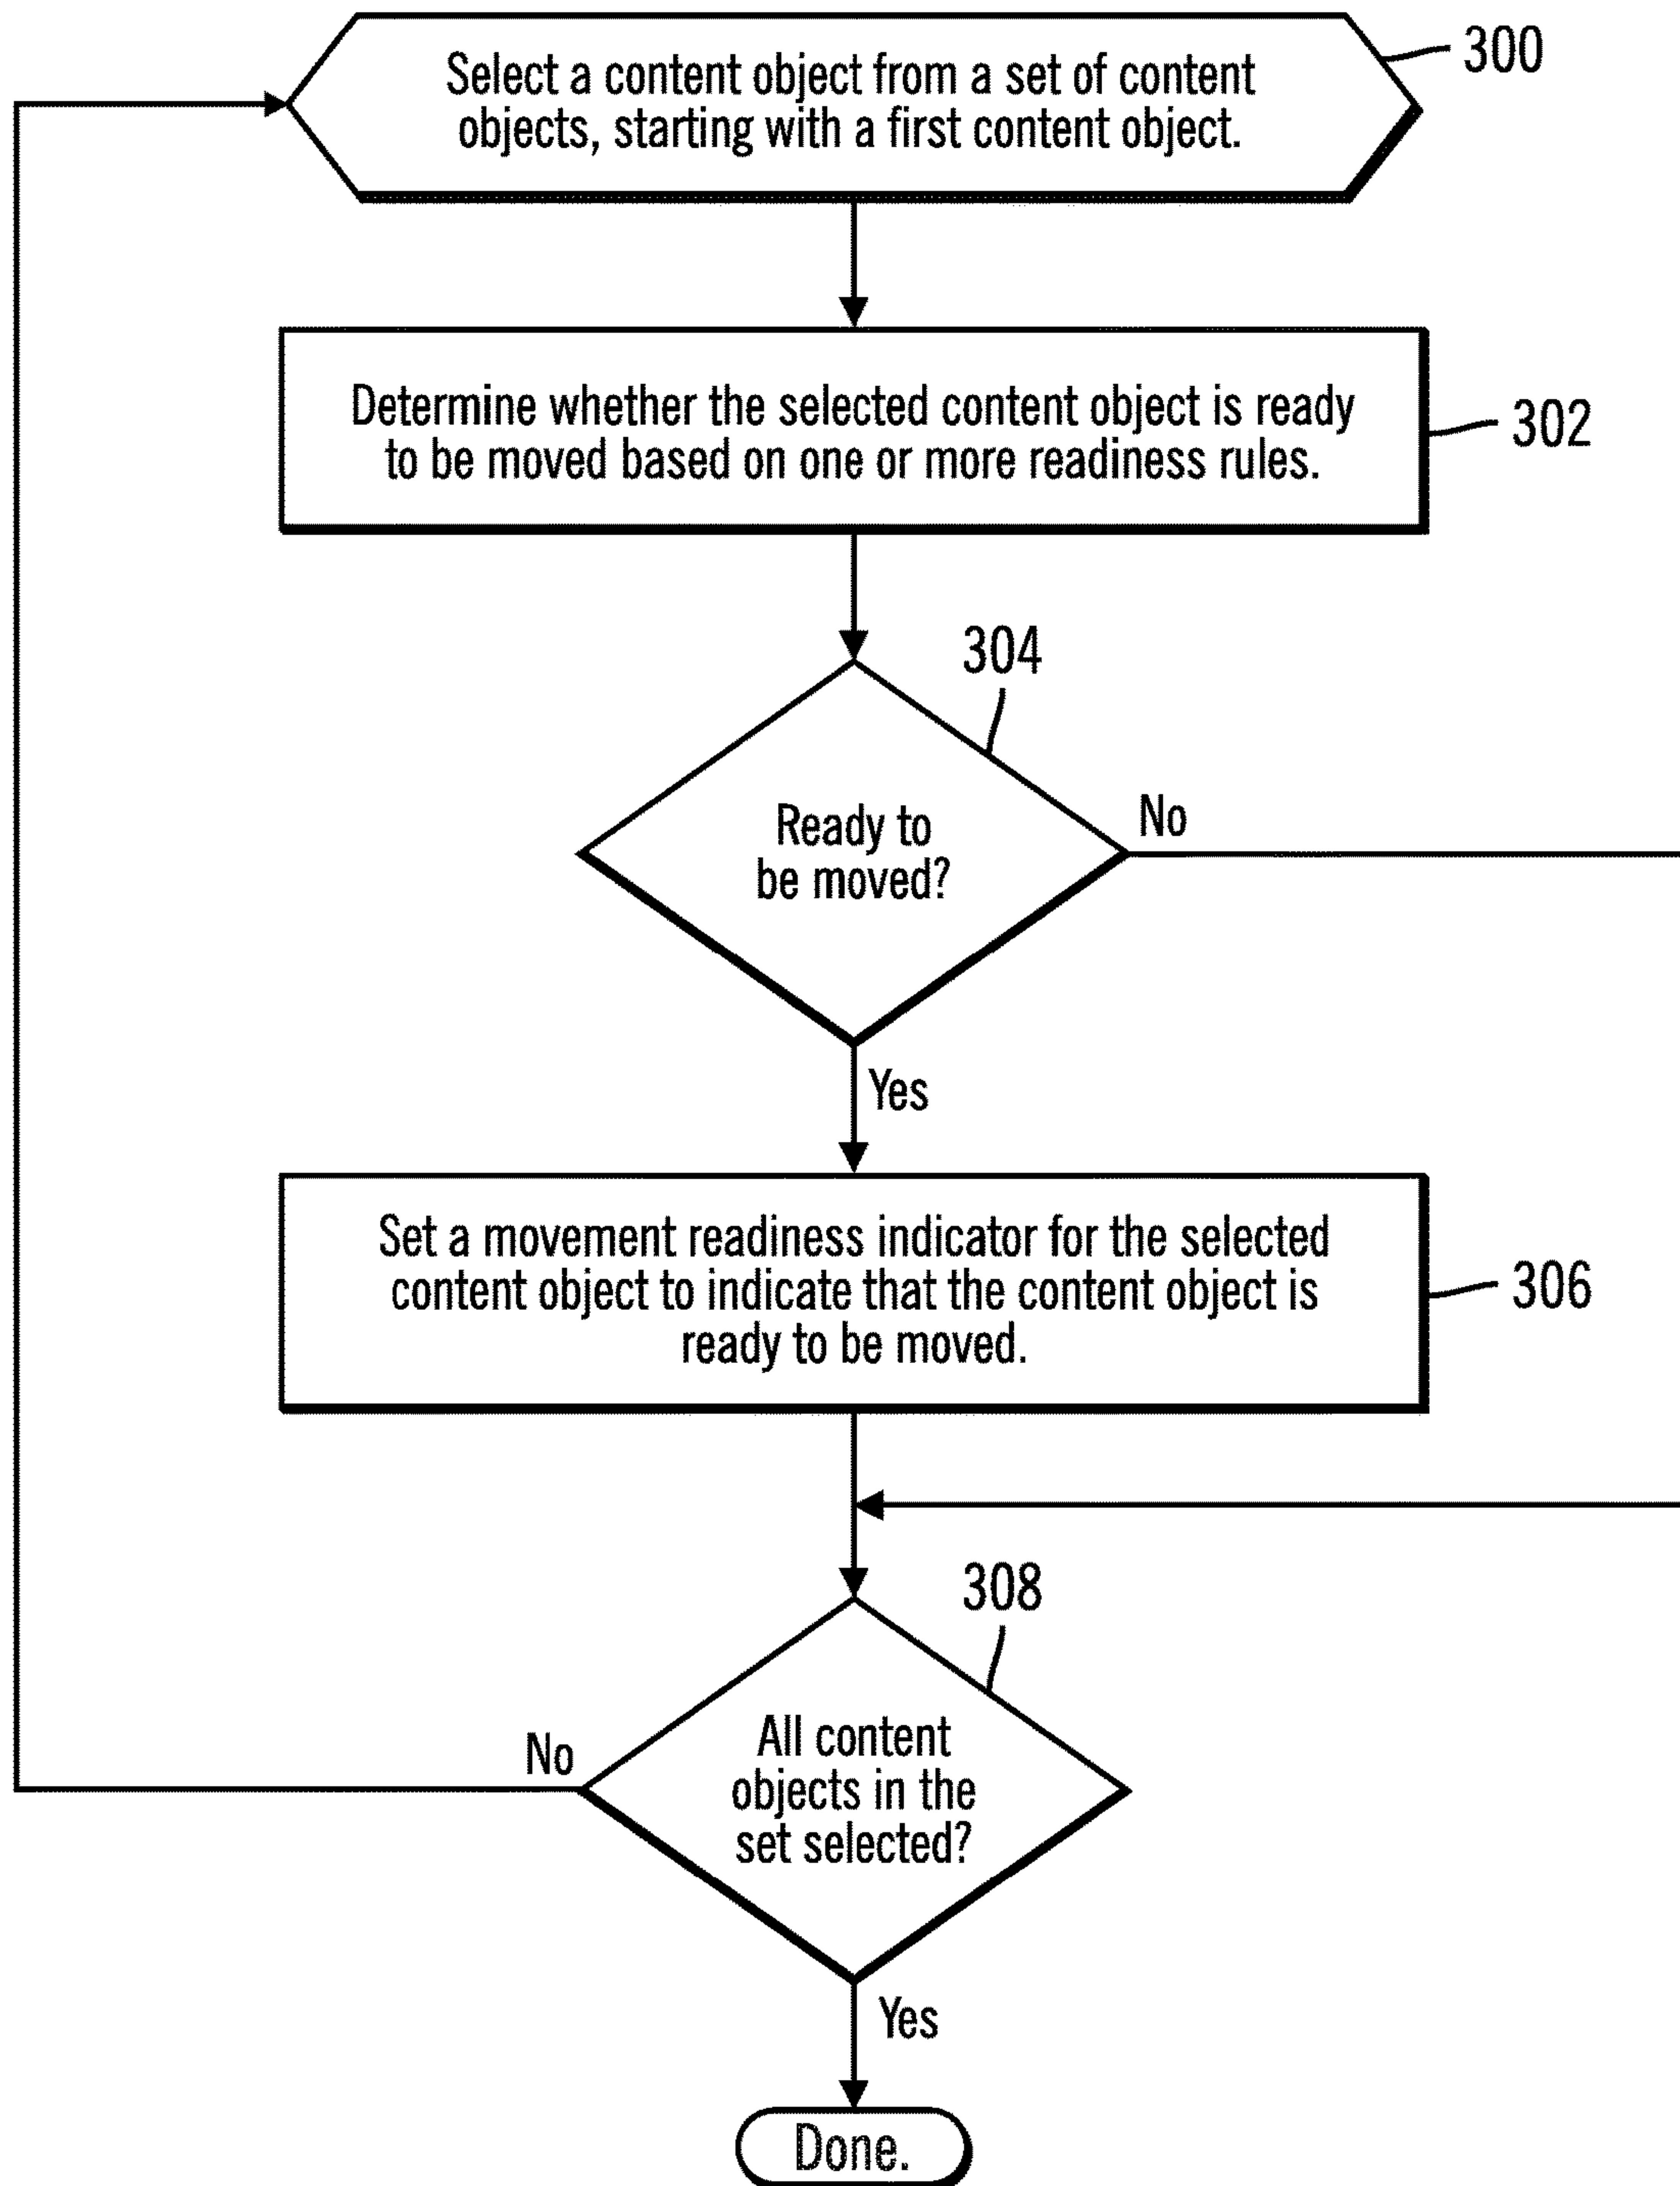 Select a content object from a set of content
objects, starting with a first content object.
300
Determine whether the selected content object is ready
to be moved based on one or more readiness rules.
302
304
Ready to
be moved?
No
Yes
Set a movement readiness indicator for the selected
content object to indicate that the content object is
ready to be moved.
306
308
All content
objects in the
set selected?
No
Yes
Done.